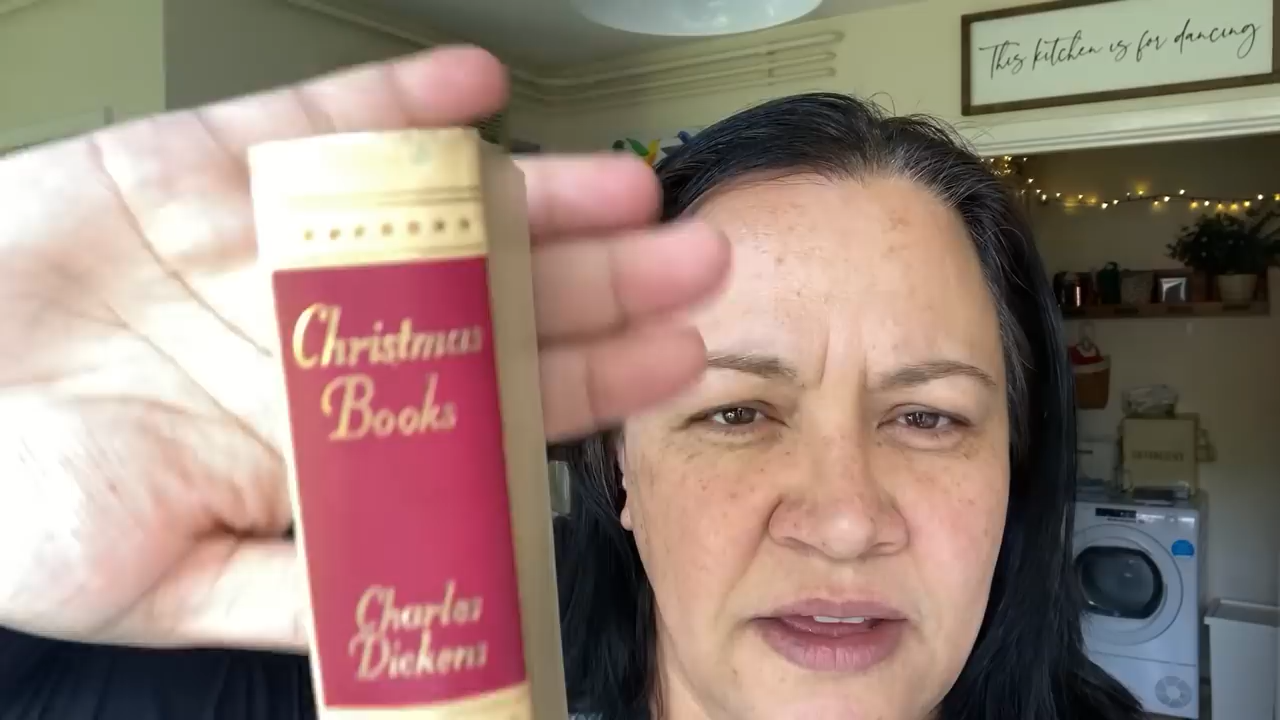 This kitchen is for dancing
Christmas
Books
Charles
Dickens